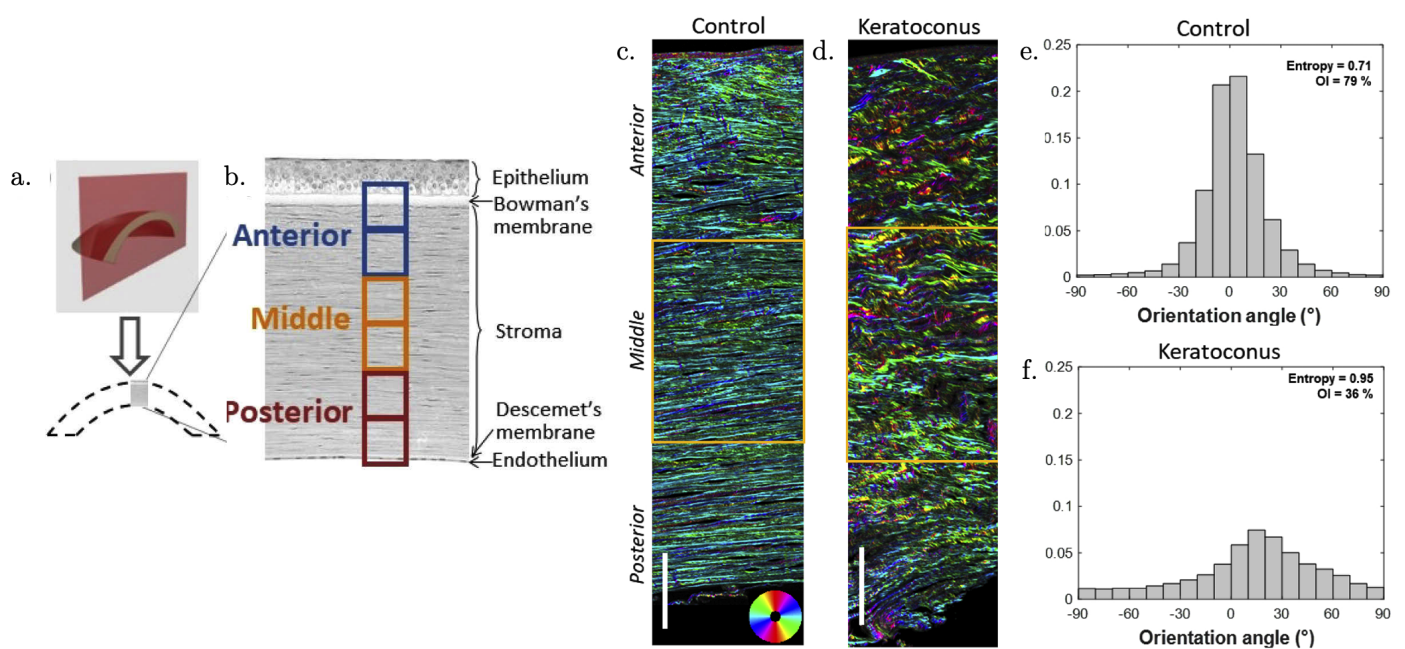 a.
b.
Anterior
Middle
Posterior
Epithelium
Bowman's
membrane
Stroma
Descemet's
membrane
Endothelium
c.
Control
Anterior
Middle
Posterior
d.
Keratoconus
e.
Control
0.25
0.2
0.15
0.1
0.05
0
Entropy = 0.71
OI = 79 %
-90 -60 -30 0 30 60 90
Orientation angle (°)
f.
Keratoconus
0.25
0.2
0.15
0.1
0.05
0
Entropy = 0.95
OI = 36 %
-90 -60 -30 0 30 60 90
Orientation angle (°)